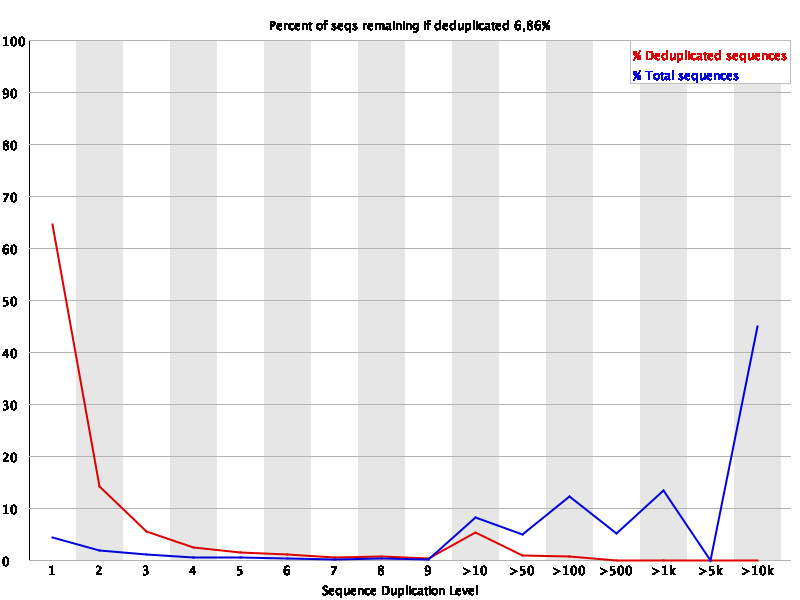 Percent of seqs remaining if deduplicated 6,86%
% Deduplicated sequences
% Total sequences
100
90
80
70
60
50
40
30
20
10
0
1 2 3 4 5 6 7 8 9 >10 >50 >100 >500 >1k >5k >10k
Sequence Duplication Level